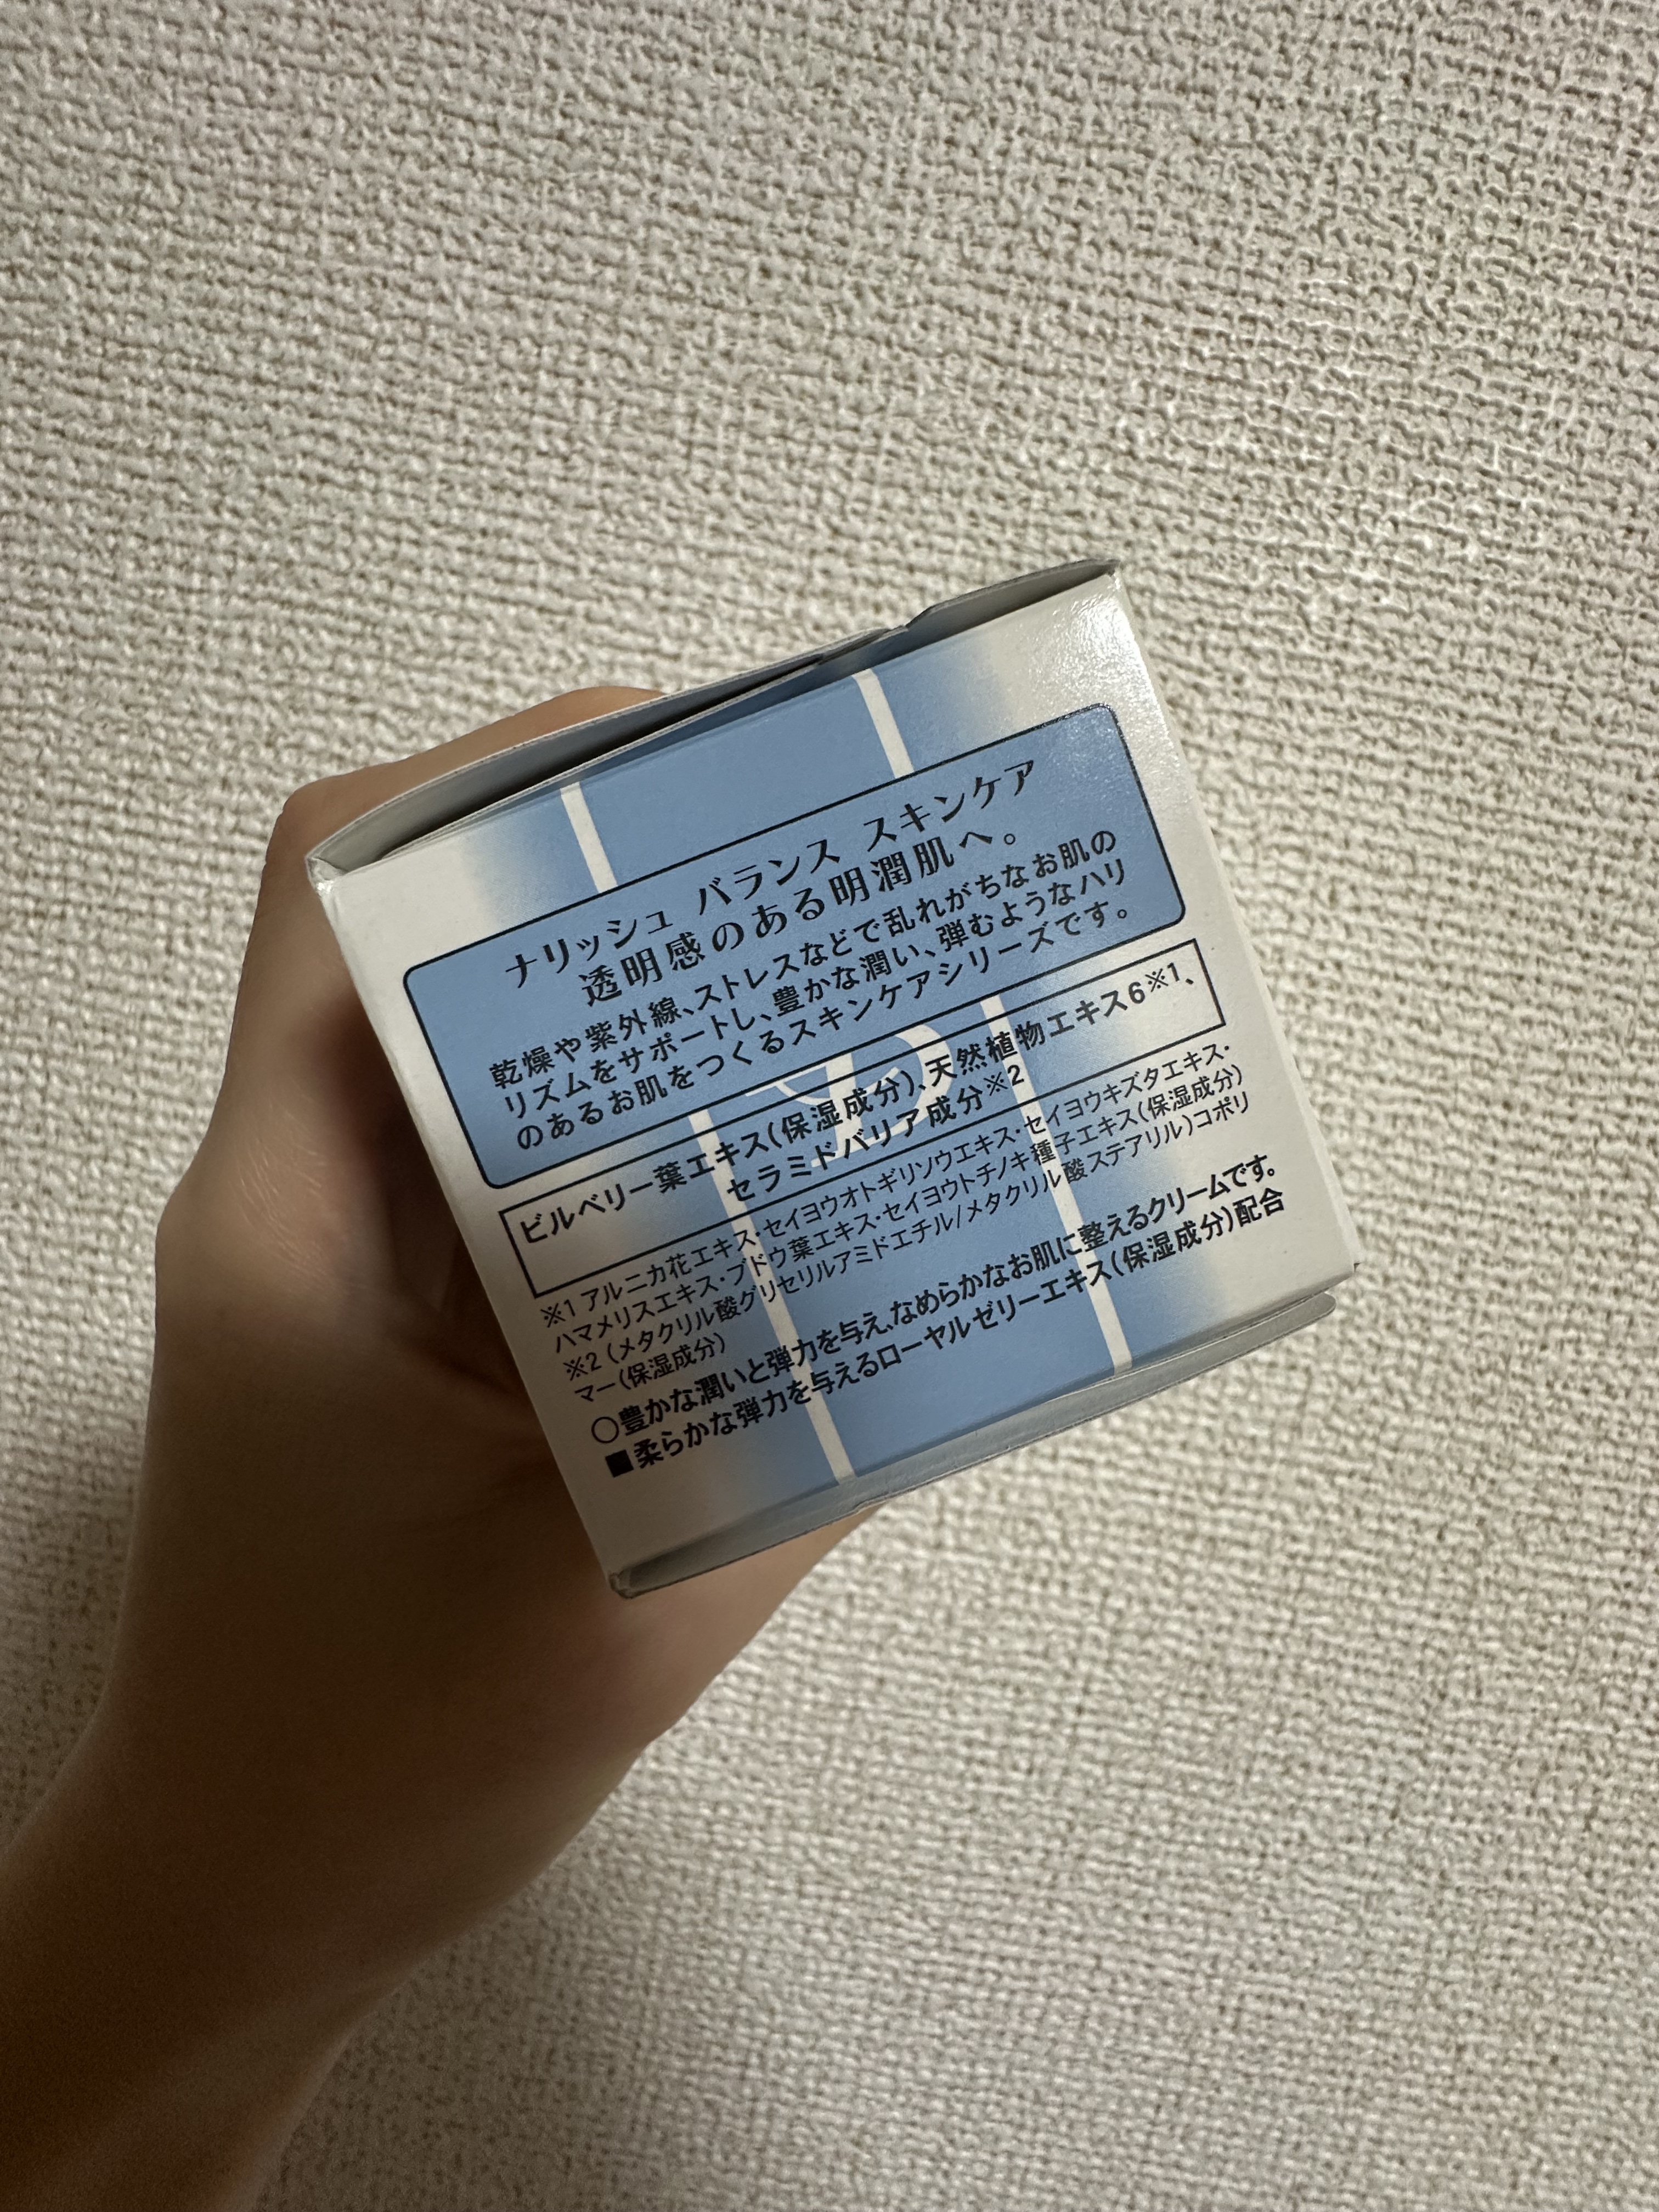 ナリッシュ バランス スキンケア
透明感のある明潤肌へ。
乾燥や紫外線、ストレスなどで乱れがちなお肌の
リズムをサポートし、豊かな潤い、弾むようなハリ
のあるお肌をつくるスキンケアシリーズです。
ビルベリー葉エキス(保湿成分)、天然植物エキス6※1、
セラミドバリア成分※2
※1 アルニカ花エキス・セイヨウオトギリソウエキス・セイヨウキズタエキス・
ハマメリスエキス・ブドウ葉エキス・セイヨウトチノキ種子エキス(保湿成分)
※2 (メタクリル酸グリセリルアミドエチル/メタクリル酸ステアリル)コポリ
マー(保湿成分)
○豊かな潤いと弾力を与え、なめらかなお肌に整えるクリームです。
■柔らかな弾力を与えるローヤルゼリーエキス(保湿成分)配合